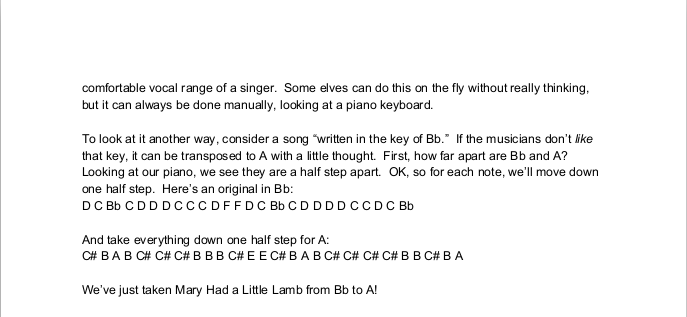 comfortable vocal range of a singer.  Some elves can do this on the fly without really thinking,
but it can always be done manually, looking at a piano keyboard.
To look at it another way, consider a song “written in the key of Bb.”  If the musicians don’t like
that key, it can be transposed to A with a little thought.  First, how far apart are Bb and A?
Looking at our piano, we see they are a half step apart.  OK, so for each note, we’ll move down
one half step.  Here’s an original in Bb:
D C Bb C D D D C C C D F F D C Bb C D D D D C C D C Bb
And take everything down one half step for A:
C# B A B C# C# C# B B B C# E E C# B A B C# C# C# C# B B C# B A
We’ve just taken Mary Had a Little Lamb from Bb to A!